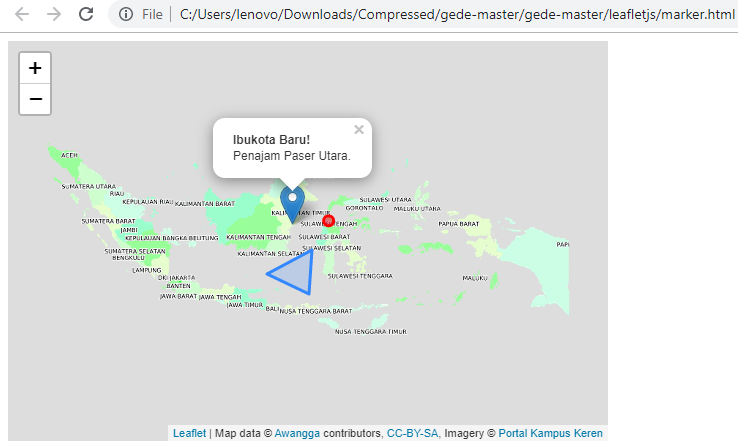 File | C:/Users/lenovo/Downloads/Compressed/gede-master/gede-master/leafletjs/marker.html
+
−
Ibukota Baru!
×
Penajam Paser Utara.
ACEH
SUMATERA UTARA
RIAU
KEPULAUAN RIAU
KALIMANTAN BARAT
KALIMANTAN TIMUR
SULAWESI UTARA
GORONTALO
MALUKU UTARA
SUMATERA BARAT
JAMBI
KEPULAUAN BANGKA BELITUNG
KALIMANTAN TENGAH
SULAWESI BARAT
PAPUA BARAT
SUMATERA SELATAN
BENGKULU
KALIMANTAN SELATAN
SULAWESI SELATAN
PAP
LAMPUNG
DKI JAKARTA
SULAWESI TENGGARA
MALUKU
BANTEN
JAWA BARAT
JAWA TENGAH
JAWA TIMUR
BALI
NUSA TENGGARA BARAT
NUSA TENGGARA TIMUR
Leaflet | Map data © Awangga contributors, CC-BY-SA, Imagery © Portal Kampus Keren